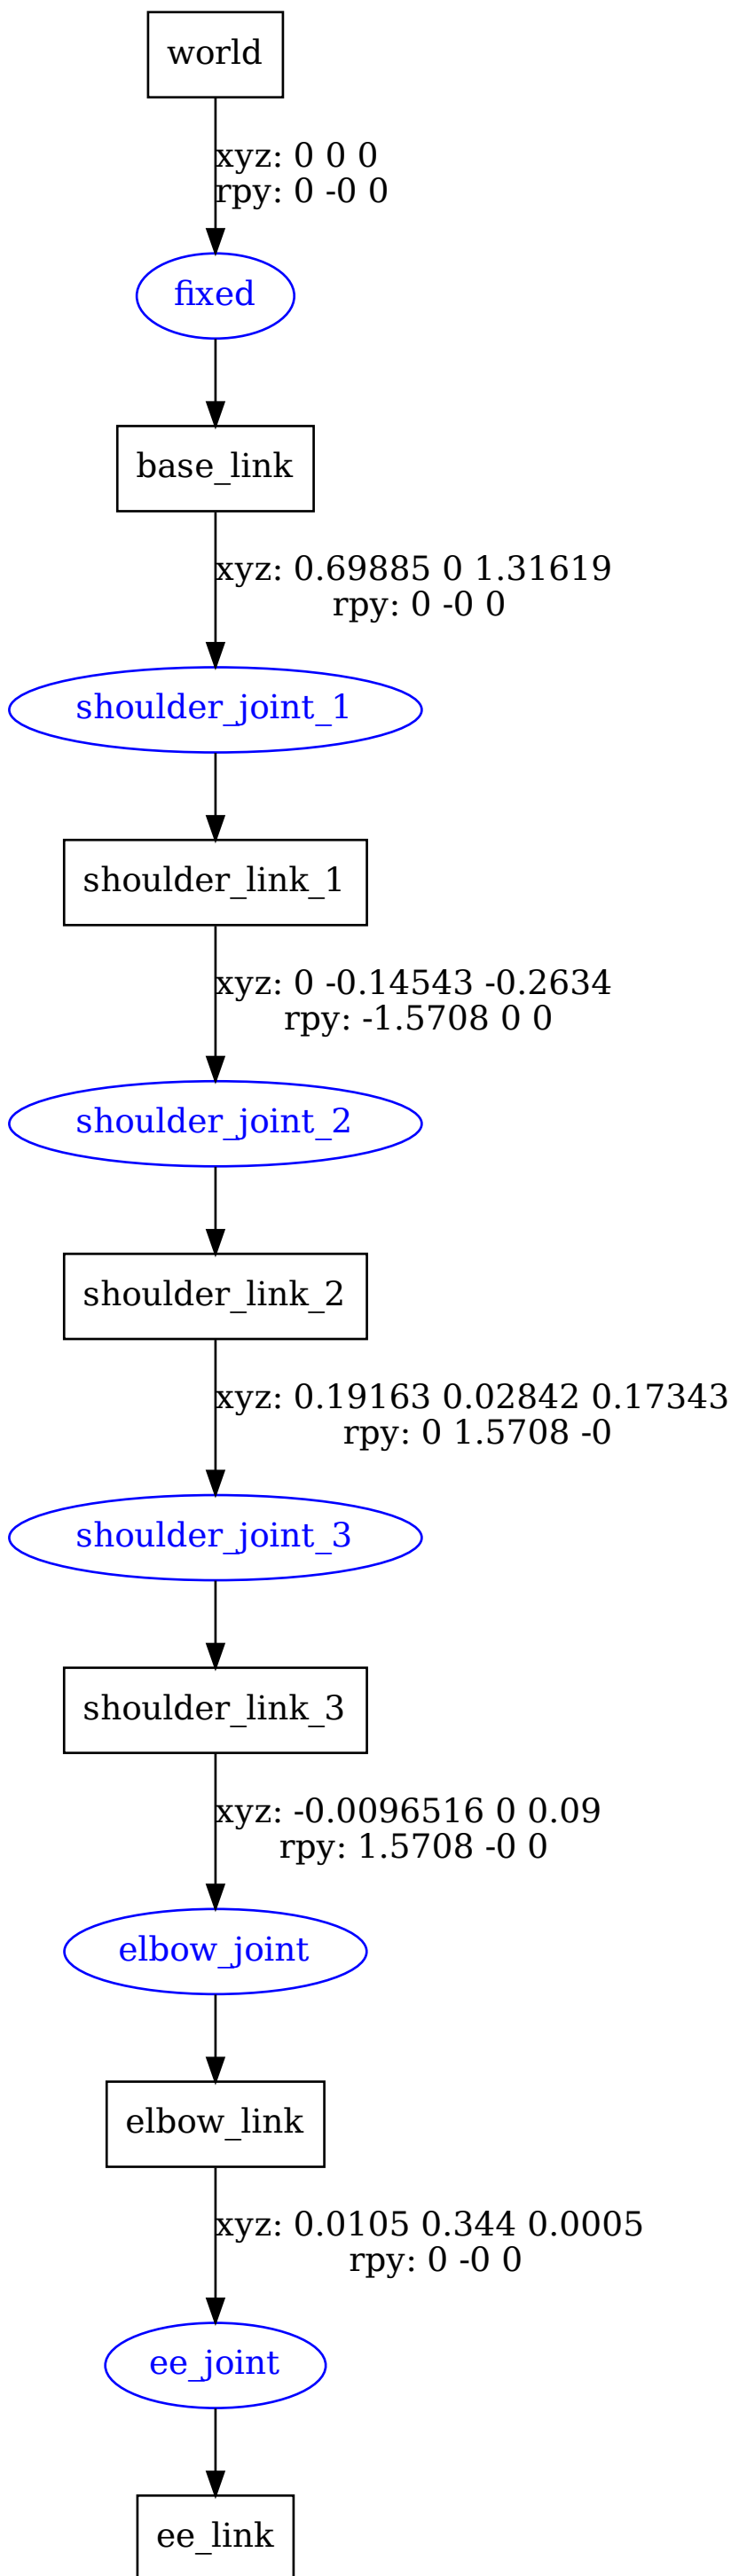 world
xyz: 0 0 0
rpy: 0 -0 0
fixed
base_link
xyz: 0.69885 0 1.31619
rpy: 0 -0 0
shoulder_joint_1
shoulder_link_1
xyz: 0 -0.14543 -0.2634
rpy: -1.5708 0 0
shoulder_joint_2
shoulder_link_2
xyz: 0.19163 0.02842 0.17343
rpy: 0 1.5708 -0
shoulder_joint_3
shoulder_link_3
xyz: -0.0096516 0 0.09
rpy: 1.5708 -0 0
elbow_joint
elbow_link
xyz: 0.0105 0.344 0.0005
rpy: 0 -0 0
ee_joint
ee_link